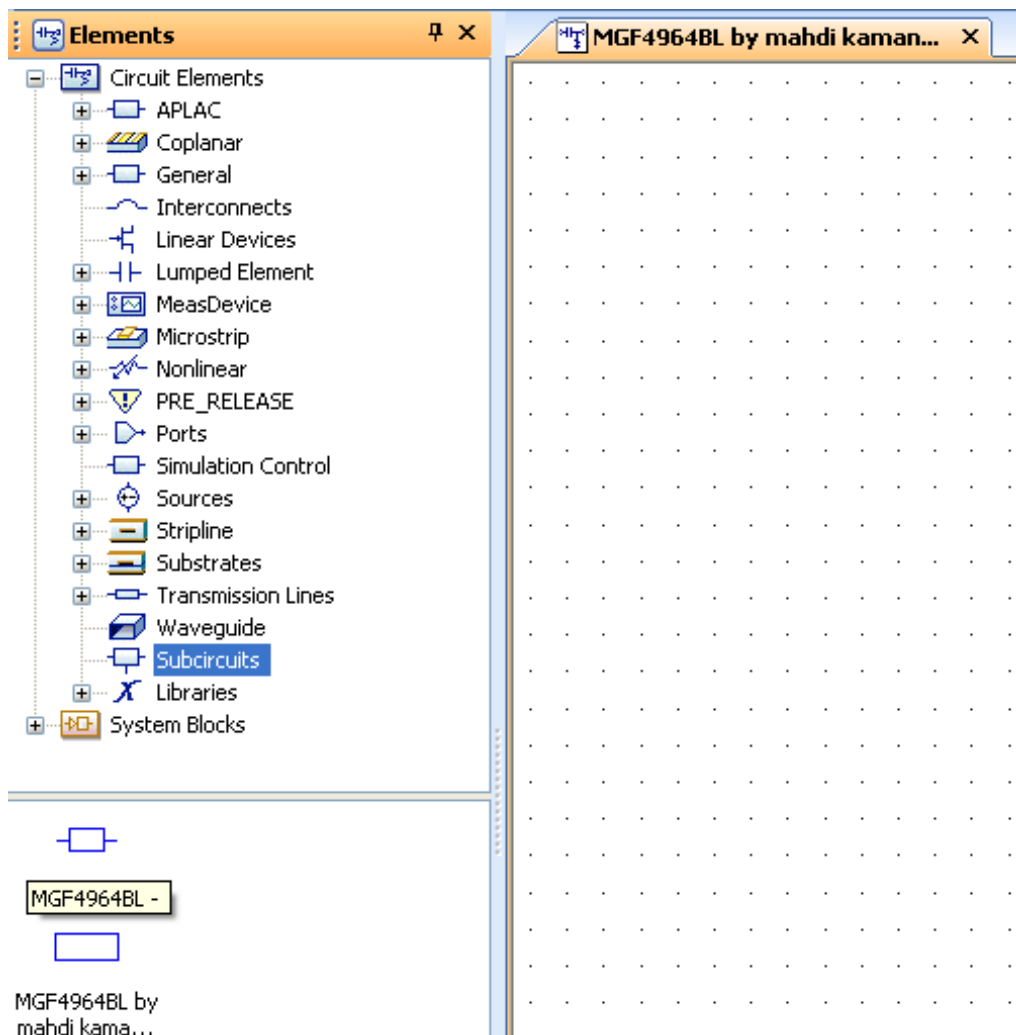 Elements
MGF4964BL by mahdi kaman...
Circuit Elements
APLAC
Coplanar
General
Interconnects
Linear Devices
Lumped Element
MeasDevice
Microstrip
Nonlinear
PRE_RELEASE
Ports
Simulation Control
Sources
Stripline
Substrates
Transmission Lines
Waveguide
Subcircuits
Libraries
System Blocks
MGF4964BL -
MGF4964BL by
mahdi kama...